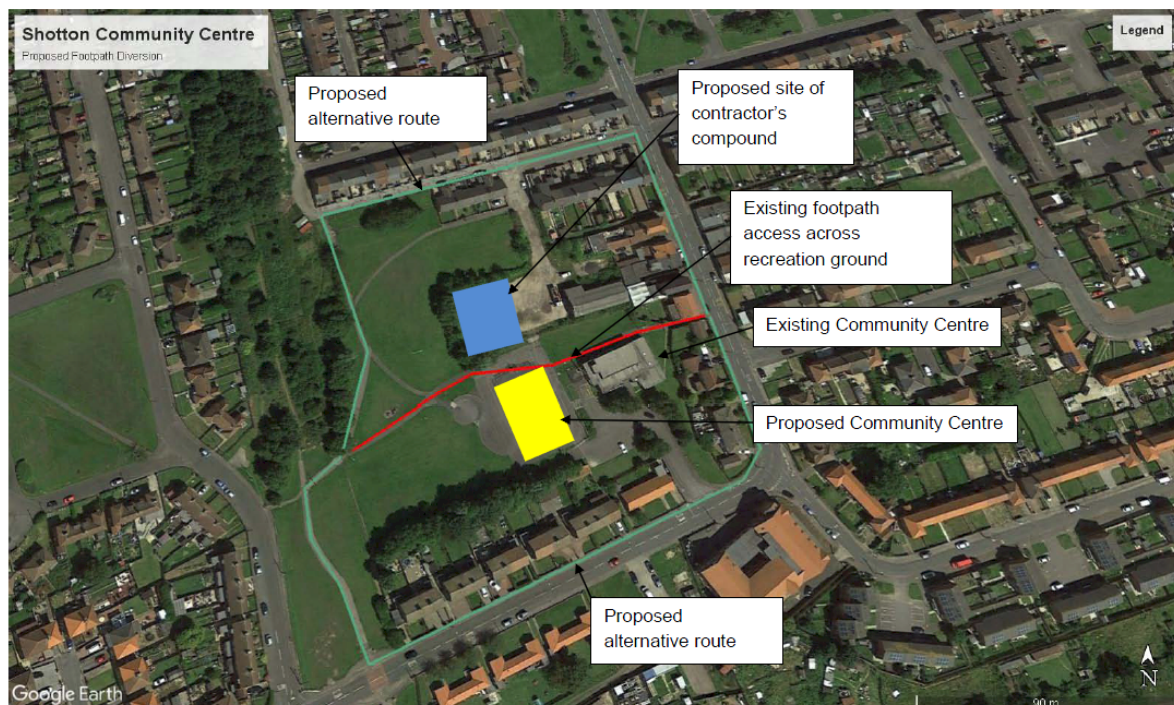 Shotton Community Centre
Proposed Footpath Diversion
Legend
Proposed
alternative route
Proposed site of
contractor's
compound
Existing footpath
access across
recreation ground
Existing Community Centre
Proposed Community Centre
Proposed
alternative route
Google Earth
N
90 m